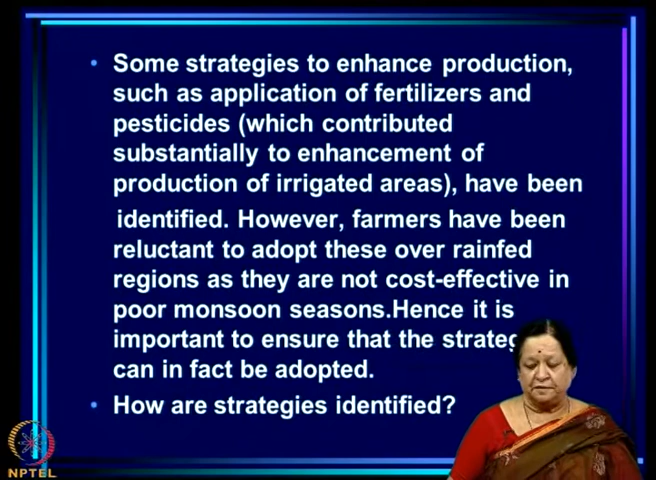 • Some strategies to enhance production,
such as application of fertilizers and
pesticides (which contributed
substantially to enhancement of
production of irrigated areas), have been
identified. However, farmers have been
reluctant to adopt these over rainfed
regions as they are not cost-effective in
poor monsoon seasons.Hence it is
important to ensure that the
can in fact be adopted.
• How are strategies identified?
NPTEL